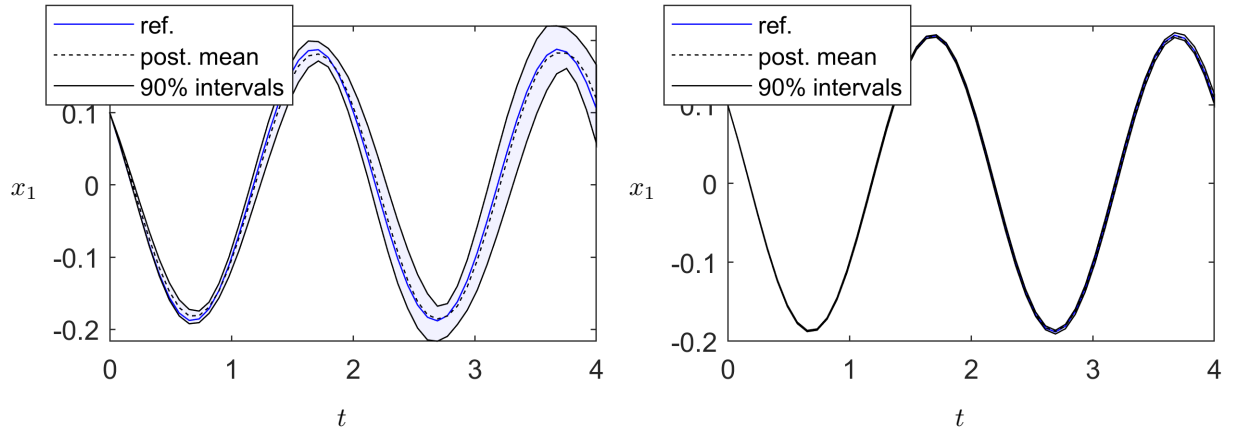 ref.
post. mean
90% intervals
0.1
0
-0.1
-0.2
x1
0 1 2 3 4
t
ref.
post. mean
90% intervals
0.1
0
-0.1
-0.2
x1
0 1 2 3 4
t